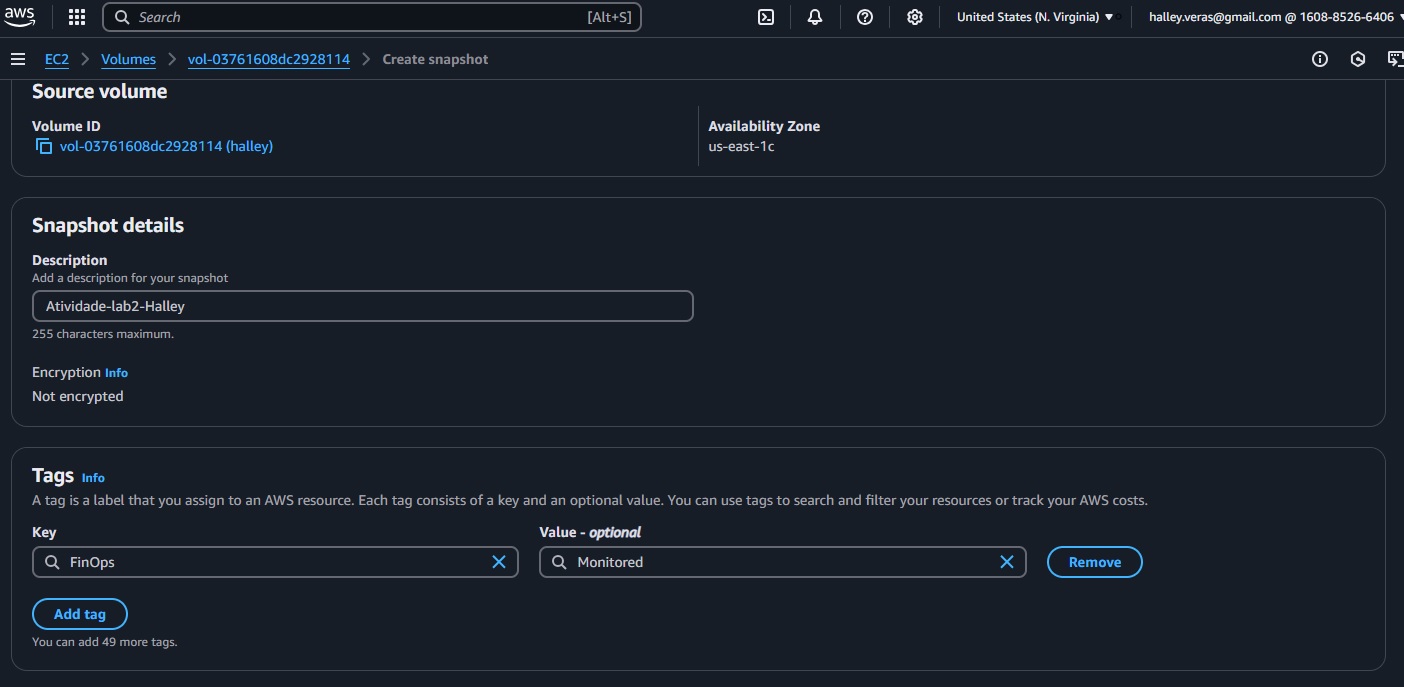 aws
Search [Alt+S] United States (N. Virginia) halley.veras@gmail.com @ 1608-8526-6406
EC2 Volumes vol-03761608dc2928114 Create snapshot
Source volume
Volume ID Availability Zone
vol-03761608dc2928114 (halley) us-east-1c
Snapshot details
Description
Add a description for your snapshot
Atividade-lab2-Halley
255 characters maximum.
Encryption Info
Not encrypted
Tags Info
A tag is a label that you assign to an AWS resource. Each tag consists of a key and an optional value. You can use tags to search and filter your resources or track your AWS costs.
Key Value - optional
FinOps Monitored Remove
Add tag
You can add 49 more tags.